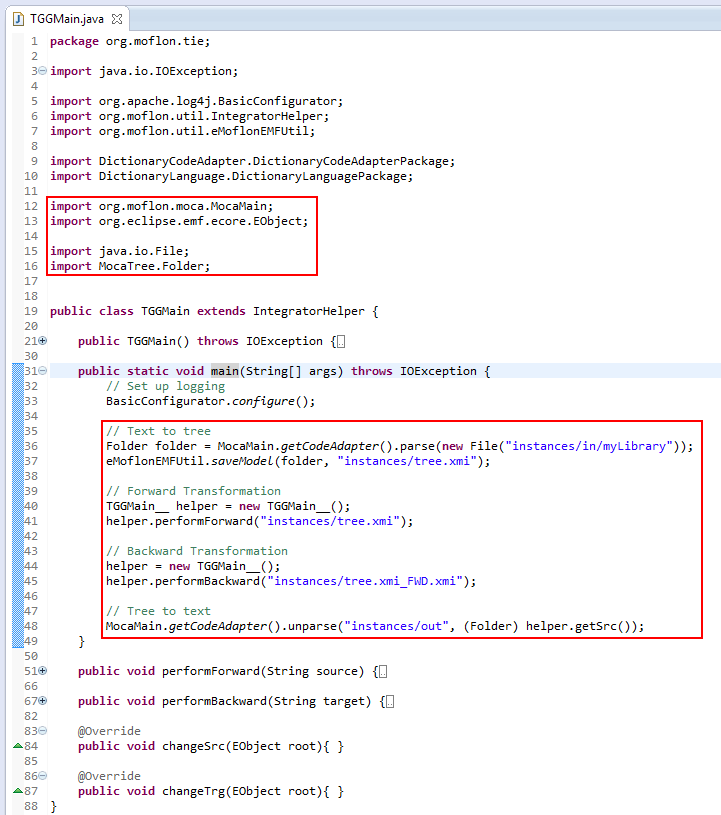 TGGMain.java
1 package org.moflon.tie;
2
3 import java.io.IOException;
4
5 import org.apache.log4j.BasicConfigurator;
6 import org.moflon.util.IntegratorHelper;
7 import org.moflon.util.eMoflonEMFUtil;
8
9 import DictionaryCodeAdapter.DictionaryCodeAdapterPackage;
10 import DictionaryLanguage.DictionaryLanguagePackage;
11
12 import org.moflon.moca.MocaMain;
13 import org.eclipse.emf.ecore.EObject;
14
15 import java.io.File;
16 import MocaTree.Folder;
17
18
19 public class TGGMain extends IntegratorHelper {
20
21 public TGGMain() throws IOException {
30
31 public static void main(String[] args) throws IOException {
32 // Set up logging
33 BasicConfigurator.configure();
34
35 // Text to tree
36 Folder folder = MocaMain.getCodeAdapter().parse(new File("instances/in/myLibrary"));
37 eMoflonEMFUtil.saveModel(folder, "instances/tree.xmi");
38
39 // Forward Transformation
40 TGGMain__ helper = new TGGMain__();
41 helper.performForward("instances/tree.xmi");
42
43 // Backward Transformation
44 helper = new TGGMain__();
45 helper.performBackward("instances/tree.xmi_FWD.xmi");
46
47 // Tree to text
48 MocaMain.getCodeAdapter().unparse("instances/out", (Folder) helper.getSrc());
49 }
50
51 public void performForward(String source) {
66
67 public void performBackward(String target) {
82
83 @Override
84 public void changeSrc(EObject root){ }
85
86 @Override
87 public void changeTrg(EObject root){ }
88 }